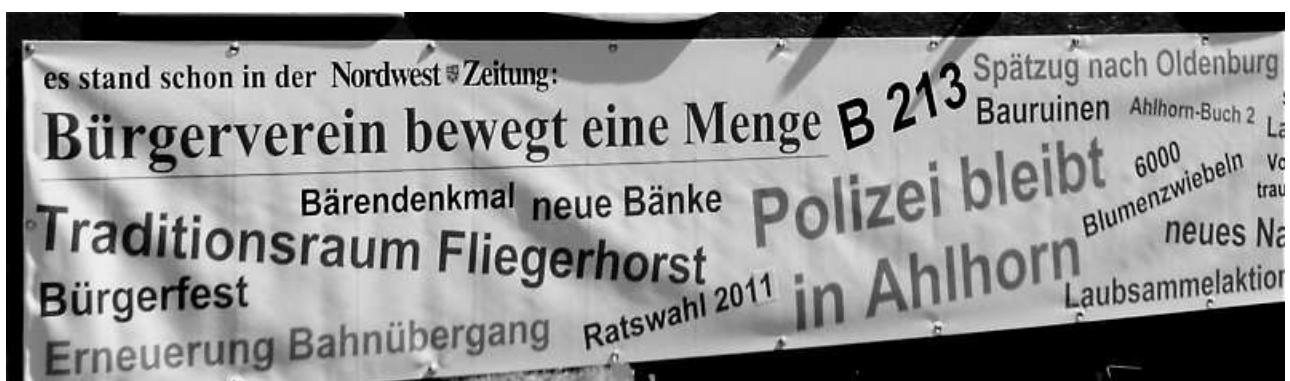 es stand schon in der Nordwest Zeitung:
Bürgerverein bewegt eine Menge
B 213
Spätzug nach Oldenburg
Bauruinen
Ahlhorn-Buch 2
Bärendenkmal
neue Bänke
Polizei bleibt
in Ahlhorn
6000
Blumenzwiebeln
Traditionsraum Fliegerhorst
neues
Bürgerfest
Ratswahl 2011
Laubsammelaktion
Erneuerung Bahnübergang